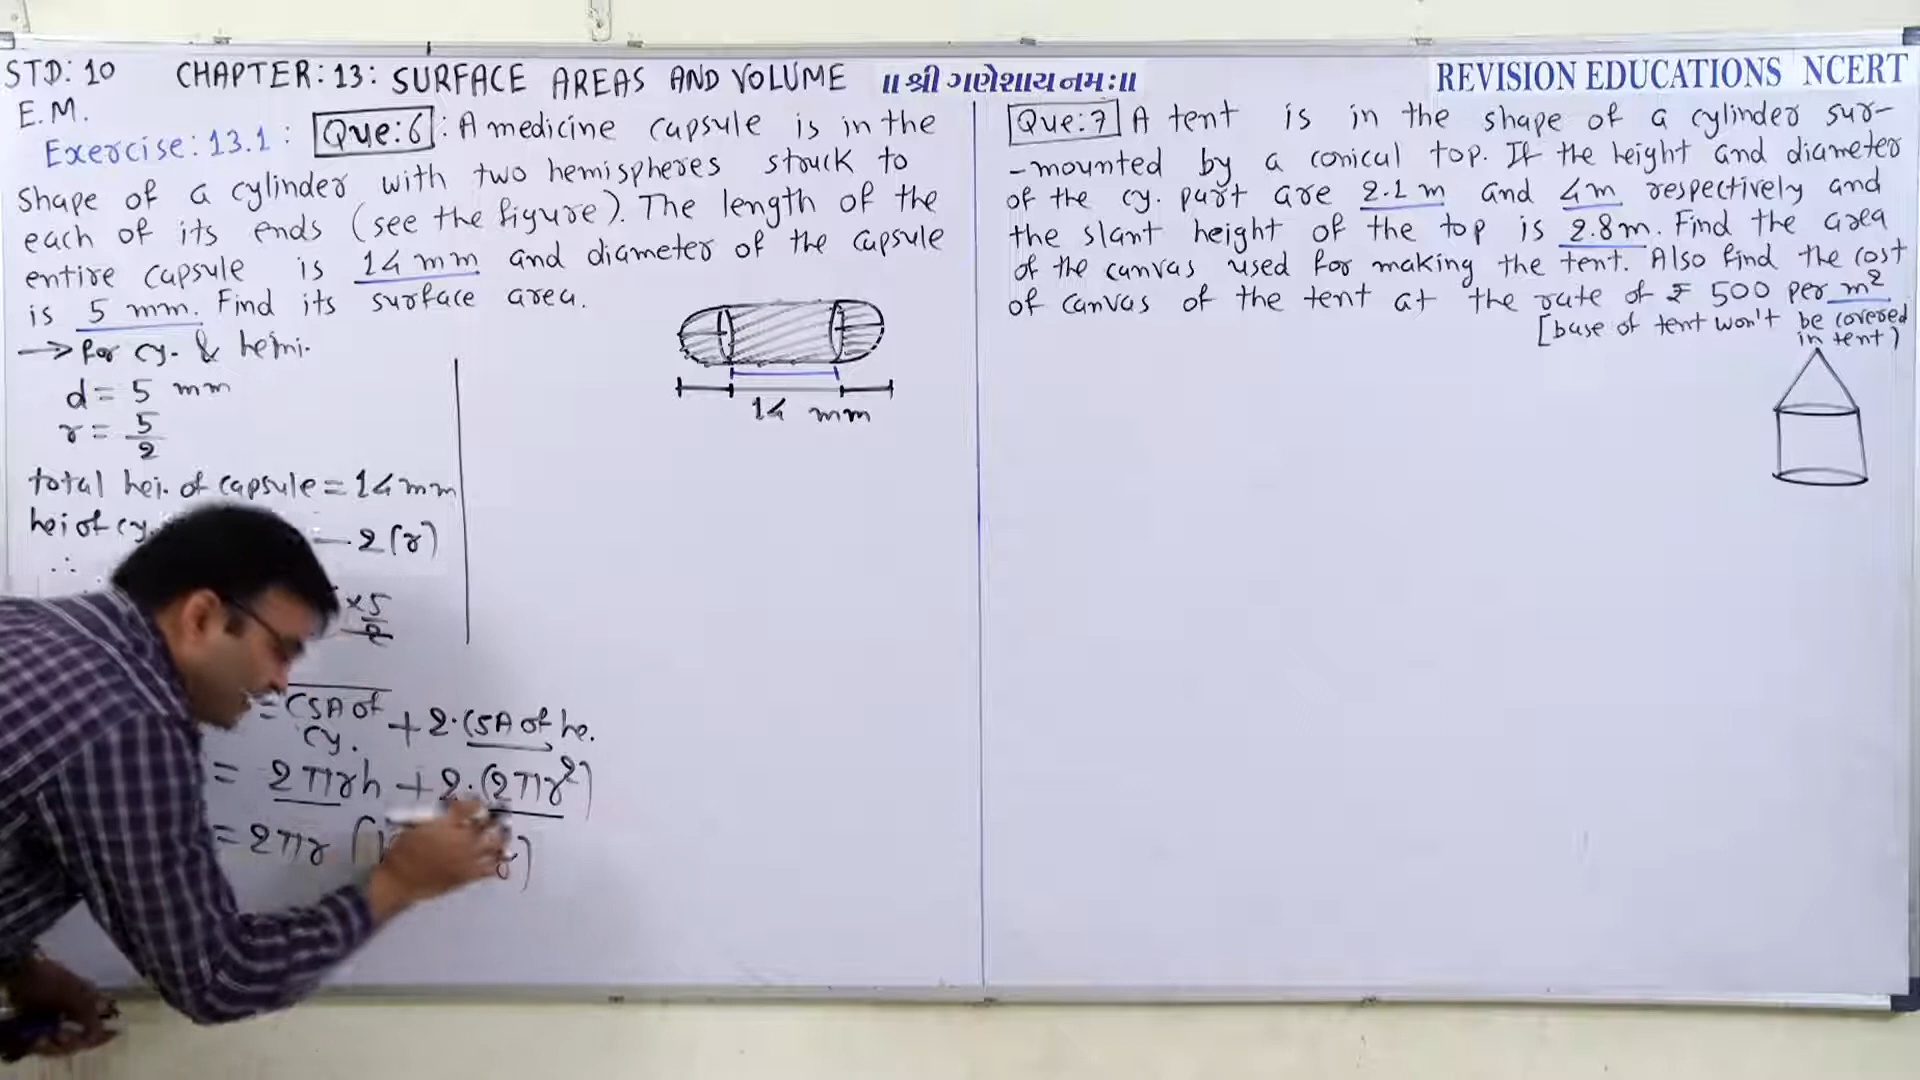 STD: 10 CHAPTER: 13: SURFACE AREAS AND VOLUME ॥ श्री गणेशाय नमः॥
E.M.
Exercise: 13.1: Que: 6: A medicine capsule is in the
shape of a cylinder with two hemispheres struck to
each of its ends (see the figure). The length of the
entire capsule is 14 mm and diameter of the capsule
is 5 mm. Find its surface area.
→ for cy. & hemi.
d = 5 mm
r = 5/2
total hei. of capsule = 14 mm
hei of cy. - 2(r)
∴
× 5/2
= CSA of cy. + 2·CSA of he.
= 2πrh + 2·(2πr²)
= 2πr ( r)
14 mm
REVISION EDUCATIONS NCERT
Que: 7 A tent is in the shape of a cylinder sur-
-mounted by a conical top. If the height and diameter
of the cy. part are 2.1 m and 4m respectively and
the slant height of the top is 2.8m. Find the area
of the canvas used for making the tent. Also find the cost
of canvas of the tent at the rate of ₹ 500 per m²
[base of tent won't be covered
in tent)